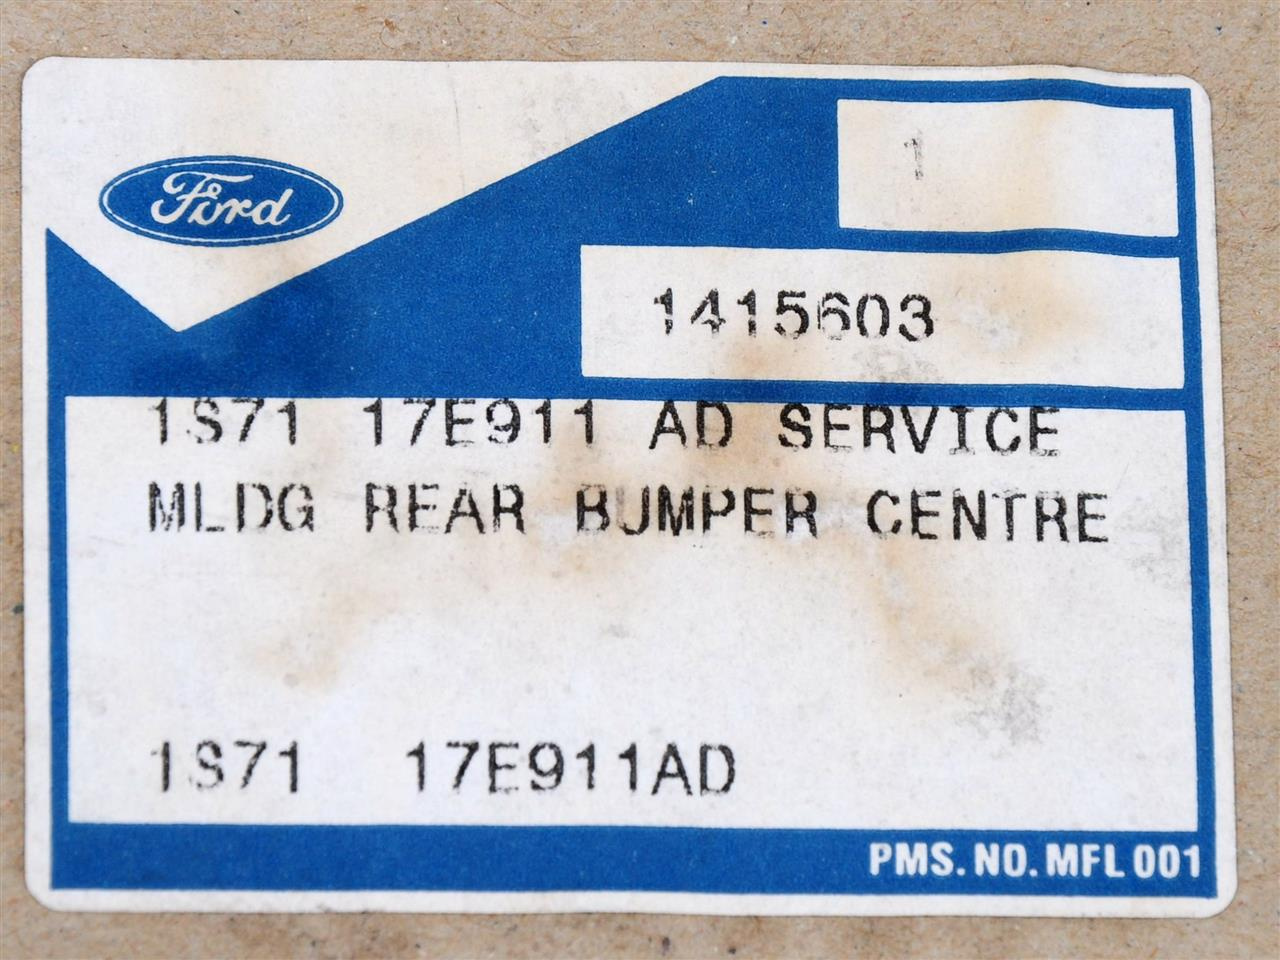 Ford
1
1415603
1S71 17E911 AD SERVICE
MLDG REAR BUMPER CENTRE
1S71 17E911AD
PMS. NO. MFL 001